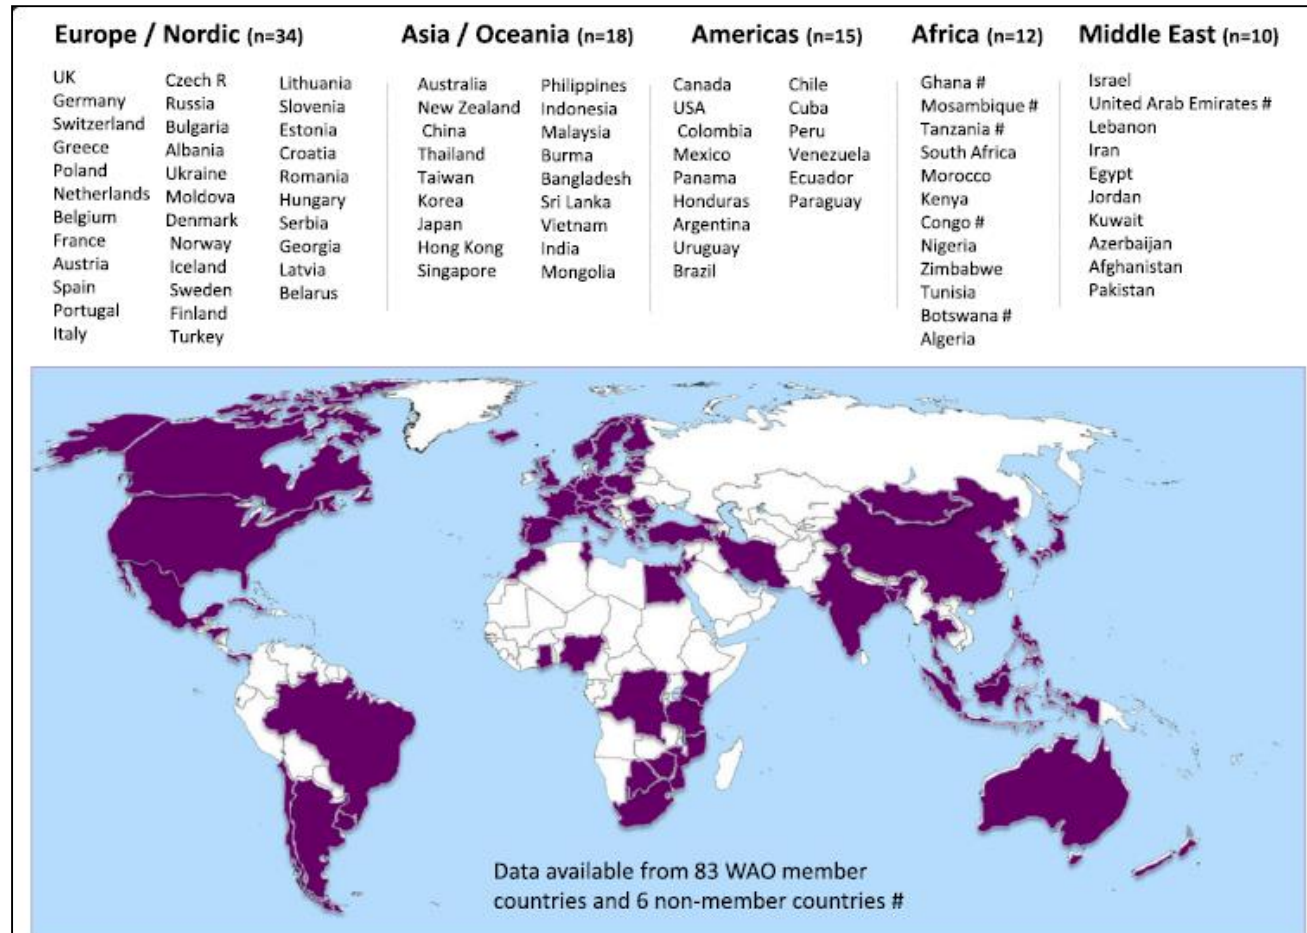 Europe / Nordic (n=34)
UK
Germany
Switzerland
Greece
Poland
Netherlands
Belgium
France
Austria
Spain
Portugal
Italy
Czech R
Russia
Bulgaria
Albania
Ukraine
Moldova
Denmark
Norway
Iceland
Sweden
Finland
Turkey
Lithuania
Slovenia
Estonia
Croatia
Romania
Hungary
Serbia
Georgia
Latvia
Belarus
Asia / Oceania (n=18)
Australia
New Zealand
China
Thailand
Taiwan
Korea
Japan
Hong Kong
Singapore
Philippines
Indonesia
Malaysia
Burma
Bangladesh
Sri Lanka
Vietnam
India
Mongolia
Americas (n=15)
Canada
USA
Colombia
Mexico
Panama
Honduras
Argentina
Uruguay
Brazil
Chile
Cuba
Peru
Venezuela
Ecuador
Paraguay
Africa (n=12)
Ghana #
Mosambique #
Tanzania #
South Africa
Morocco
Kenya
Congo #
Nigeria
Zimbabwe
Tunisia
Botswana #
Algeria
Middle East (n=10)
Israel
United Arab Emirates #
Lebanon
Iran
Egypt
Jordan
Kuwait
Azerbaijan
Afghanistan
Pakistan
Data available from 83 WAO member
countries and 6 non-member countries #